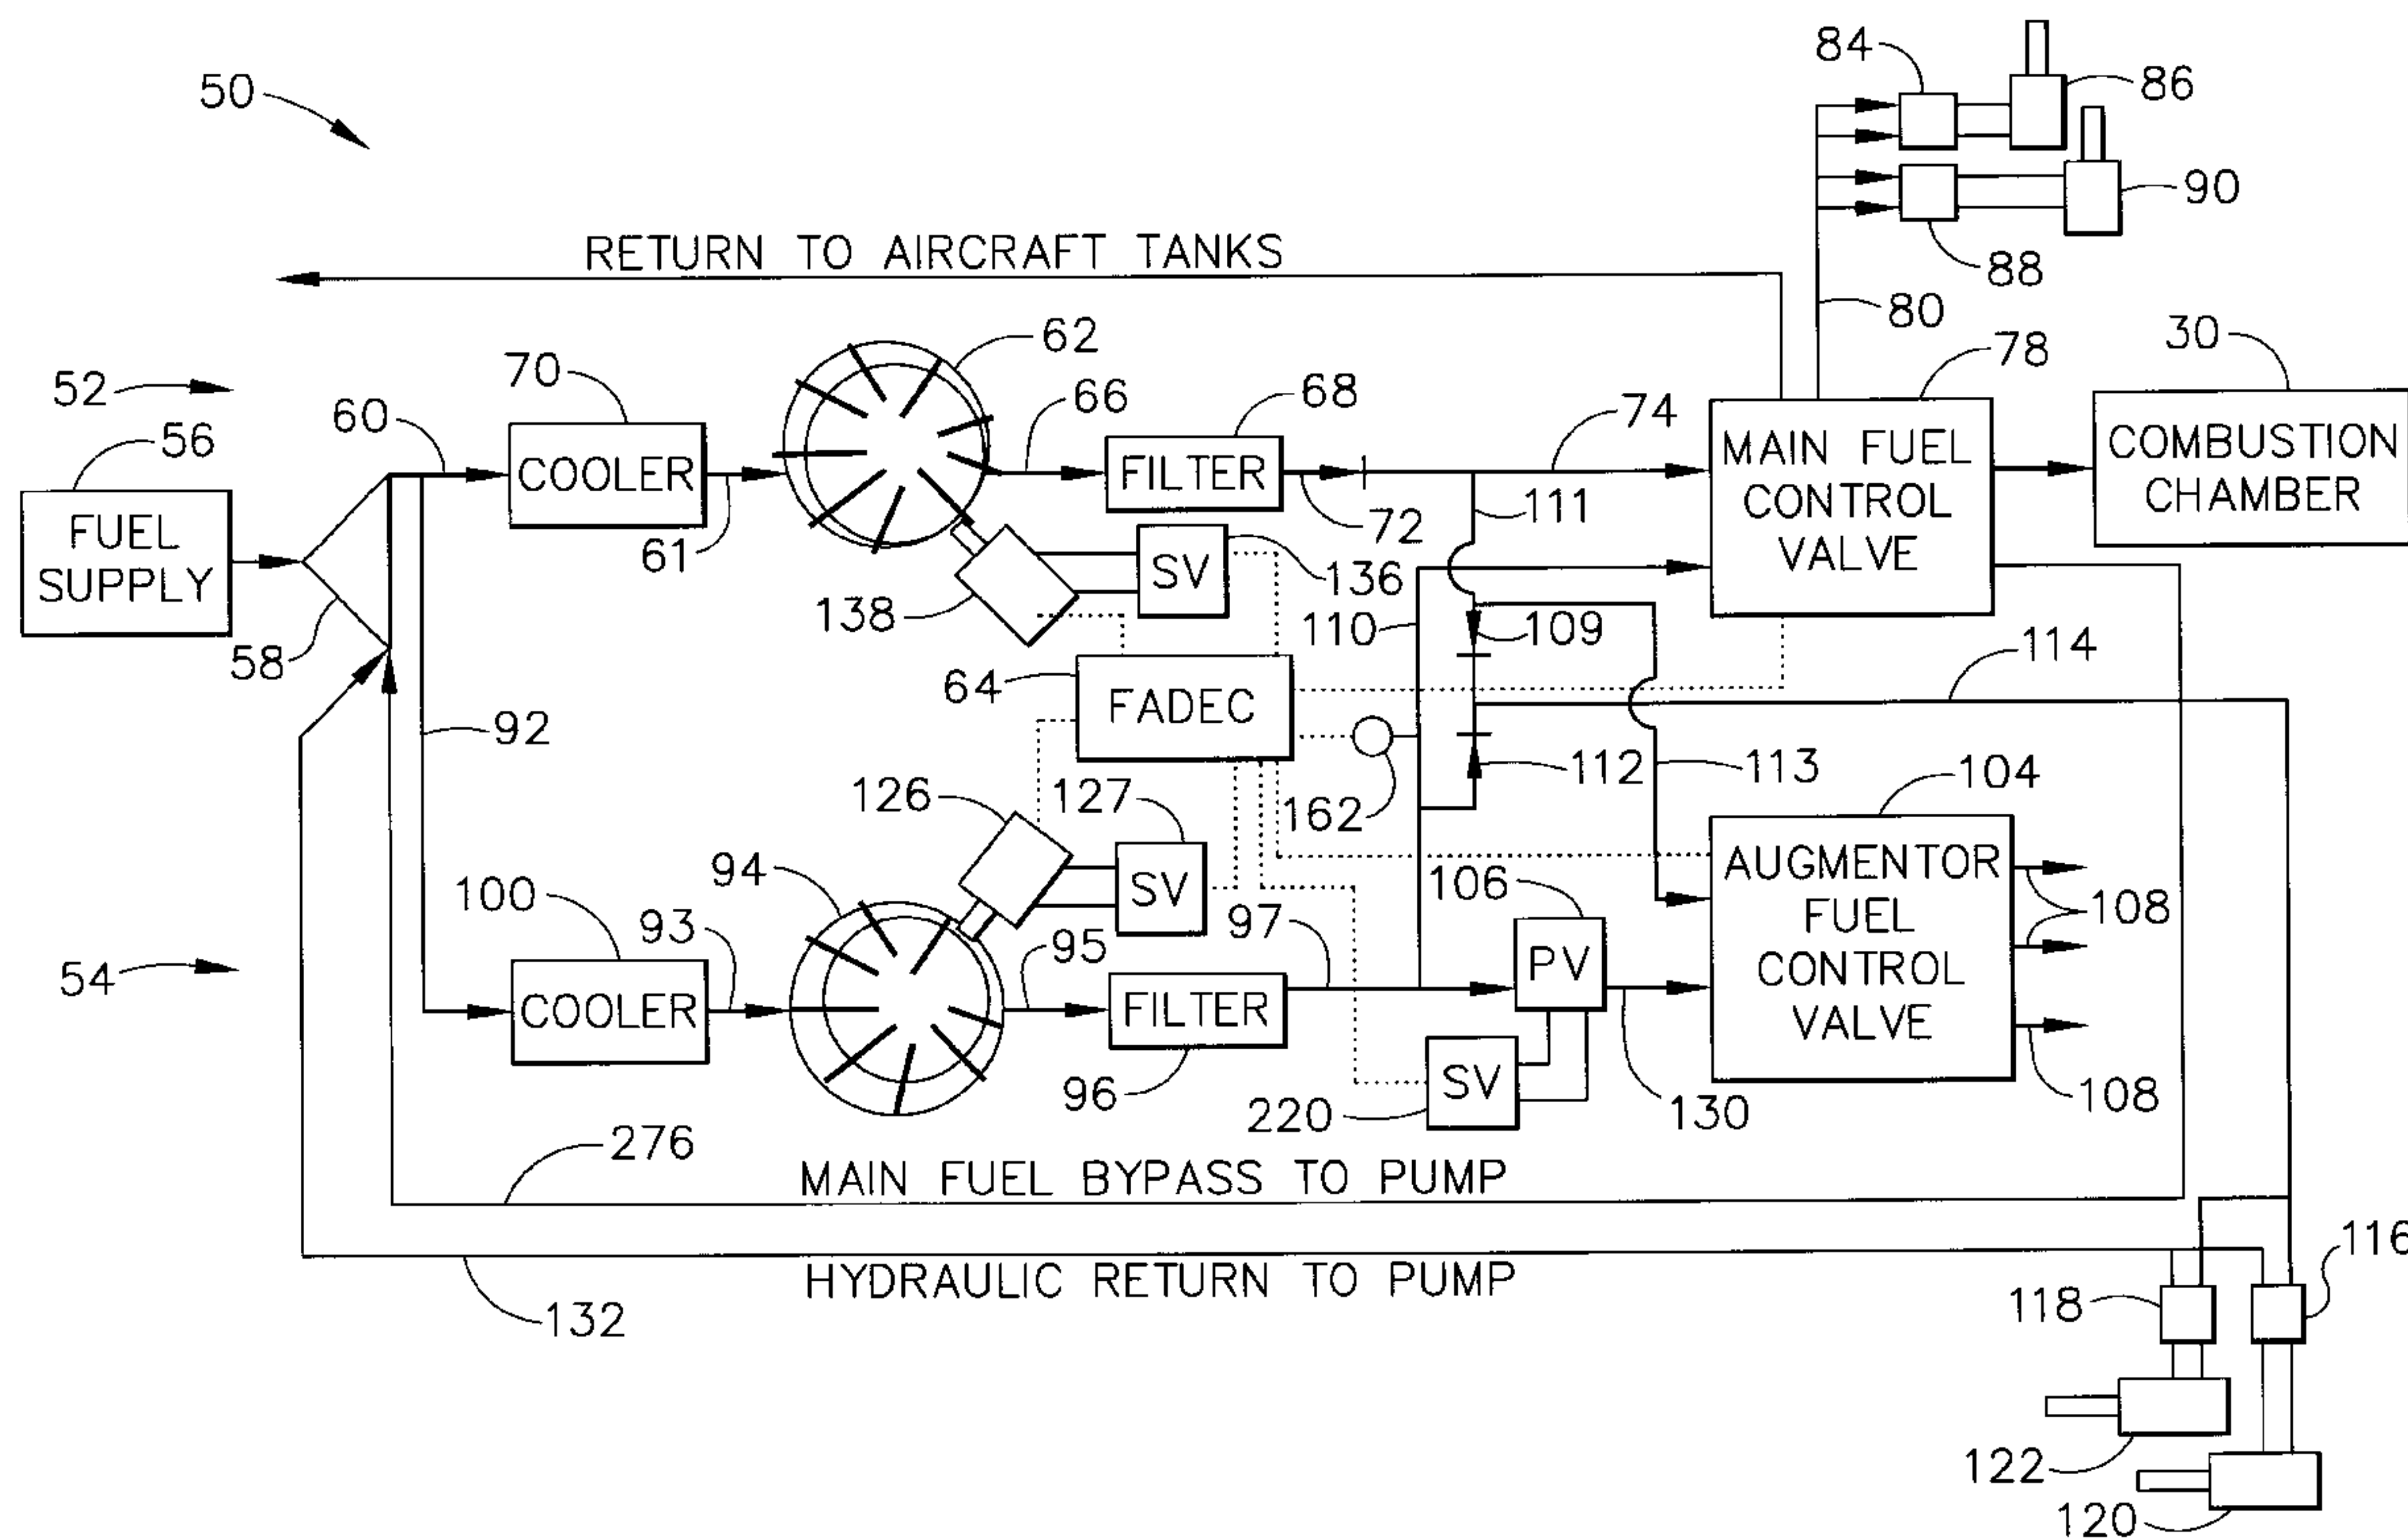 84
86
50
90
RETURN TO AIRCRAFT TANKS
88
80
62
78
30
52
70
68
74
60
66
56
COOLER
FILTER
MAIN FUEL
CONTROL
VALVE
COMBUSTION
CHAMBER
FUEL
SUPPLY
61
72
111
SV
136
138
110
109
58
114
64
FADEC
92
112
113
104
126
127
162
94
SV
106
AUGMENTOR
FUEL
CONTROL
VALVE
100
93
97
108
95
54
PV
COOLER
FILTER
96
SV
220
130
108
276
MAIN FUEL BYPASS TO PUMP
116
HYDRAULIC RETURN TO PUMP
132
118
122
120